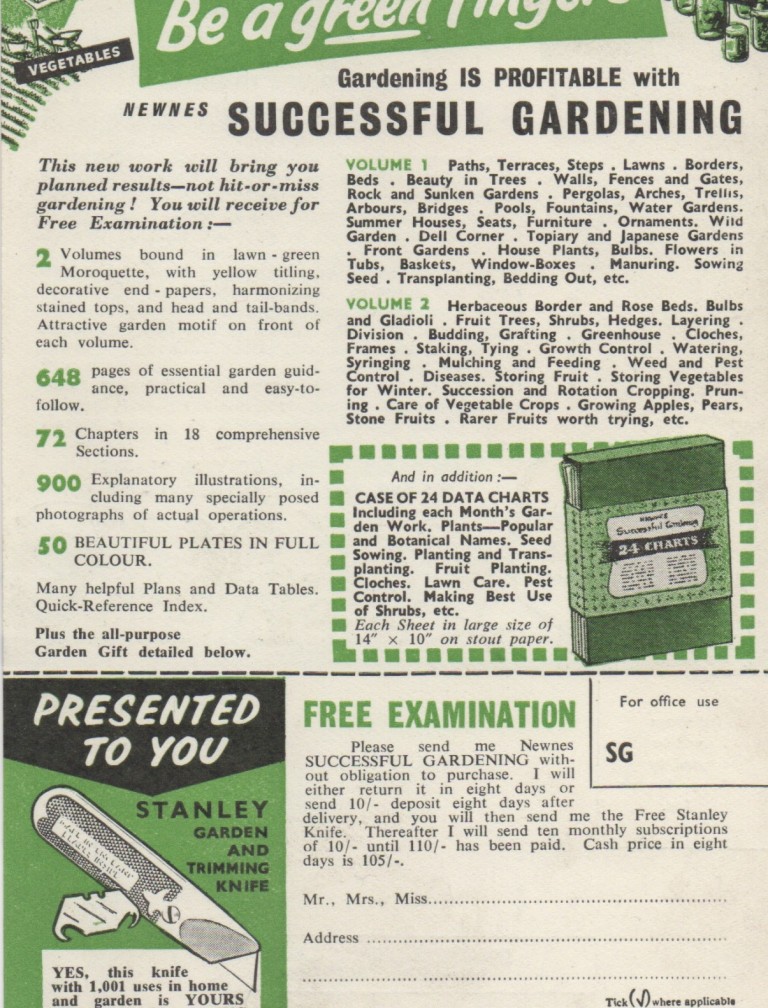 Be a green fingers
VEGETABLES
Gardening IS PROFITABLE with
NEWNES SUCCESSFUL GARDENING
This new work will bring you
planned results—not hit-or-miss
gardening! You will receive for
Free Examination :—
2 Volumes bound in lawn-green
Moroquette, with yellow titling,
decorative end-papers, harmonizing
stained tops, and head and tail-bands.
Attractive garden motif on front of
each volume.
648 pages of essential garden guid-
ance, practical and easy-to-
follow.
72 Chapters in 18 comprehensive
Sections.
900 Explanatory illustrations, in-
cluding many specially posed
photographs of actual operations.
50 BEAUTIFUL PLATES IN FULL
COLOUR.
Many helpful Plans and Data Tables.
Quick-Reference Index.
Plus the all-purpose
Garden Gift detailed below.
VOLUME 1 Paths, Terraces, Steps . Lawns . Borders,
Beds . Beauty in Trees . Walls, Fences and Gates,
Rock and Sunken Gardens . Pergolas, Arches, Trellis,
Arbours, Bridges . Pools, Fountains, Water Gardens.
Summer Houses, Seats, Furniture . Ornaments. Wild
Garden . Dell Corner . Topiary and Japanese Gardens
. Front Gardens . House Plants, Bulbs. Flowers in
Tubs, Baskets, Window-Boxes . Manuring. Sowing
Seed . Transplanting, Bedding Out, etc.
VOLUME 2 Herbaceous Border and Rose Beds. Bulbs
and Gladioli . Fruit Trees, Shrubs, Hedges. Layering .
Division . Budding, Grafting . Greenhouse . Cloches,
Frames . Staking, Tying . Growth Control . Watering,
Syringing . Mulching and Feeding . Weed and Pest
Control . Diseases. Storing Fruit . Storing Vegetables
for Winter. Succession and Rotation Cropping. Prun-
ing . Care of Vegetable Crops . Growing Apples, Pears,
Stone Fruits . Rarer Fruits worth trying, etc.
And in addition :—
CASE OF 24 DATA CHARTS
Including each Month's Gar-
den Work. Plants—Popular
and Botanical Names. Seed
Sowing. Planting and Trans-
planting. Fruit Planting.
Cloches. Lawn Care. Pest
Control. Making Best Use
of Shrubs, etc.
Each Sheet in large size of
14" × 10" on stout paper.
NEWNES
Successful Gardening
24 CHARTS
PRESENTED
TO YOU
STANLEY
GARDEN
AND
TRIMMING
KNIFE
YES, this knife
with 1,001 uses in home
and garden is YOURS
FREE EXAMINATION
For office use
SG
Please send me Newnes
SUCCESSFUL GARDENING with-
out obligation to purchase. I will
either return it in eight days or
send 10/- deposit eight days after
delivery, and you will then send me the Free Stanley
Knife. Thereafter I will send ten monthly subscriptions
of 10/- until 110/- has been paid. Cash price in eight
days is 105/-.
Mr., Mrs., Miss
Address
Tick (√) where applicable